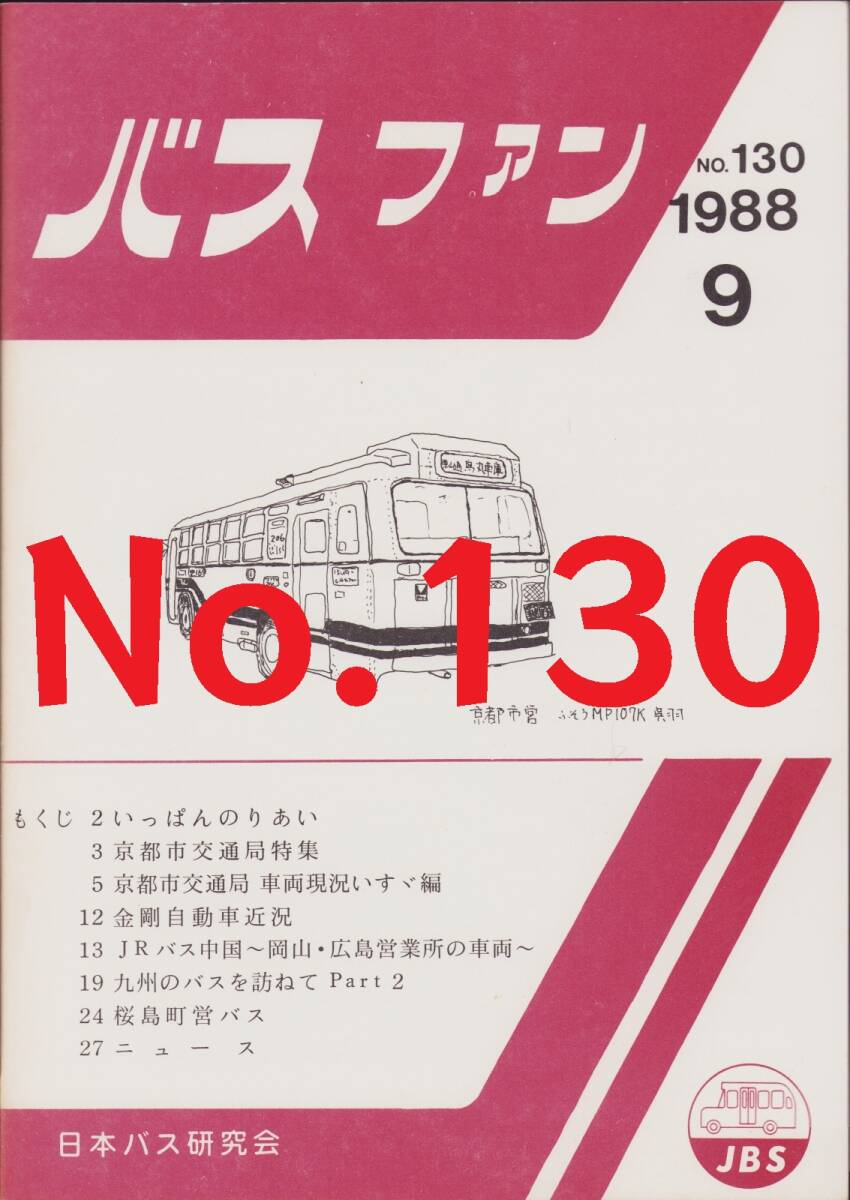 バスファン
NO.130
1988
9
烏丸車庫
206
No.130
京都市営 ふそうMP107K 呉羽
もくじ 2 いっぱんのりあい
3 京都市交通局特集
5 京都市交通局 車両現況いすゞ編
12 金剛自動車近況
13 JRバス中国〜岡山・広島営業所の車両〜
19 九州のバスを訪ねて Part 2
24 桜島町営バス
27 ニュース
日本バス研究会
JBS